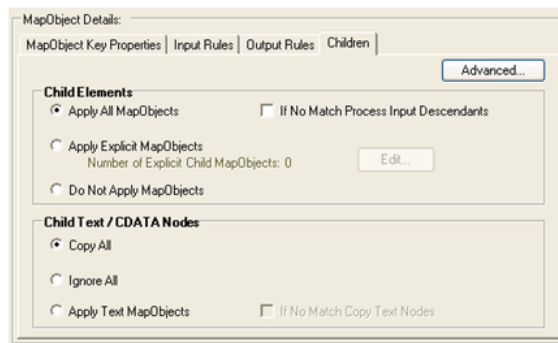 MapObject Details:
MapObject Key Properties Input Rules Output Rules Children
Advanced...
Child Elements
Apply All MapObjects If No Match Process Input Descendants
Apply Explicit MapObjects
Number of Explicit Child MapObjects: 0 Edit...
Do Not Apply MapObjects
Child Text / CDATA Nodes
Copy All
Ignore All
Apply Text MapObjects If No Match Copy Text Nodes